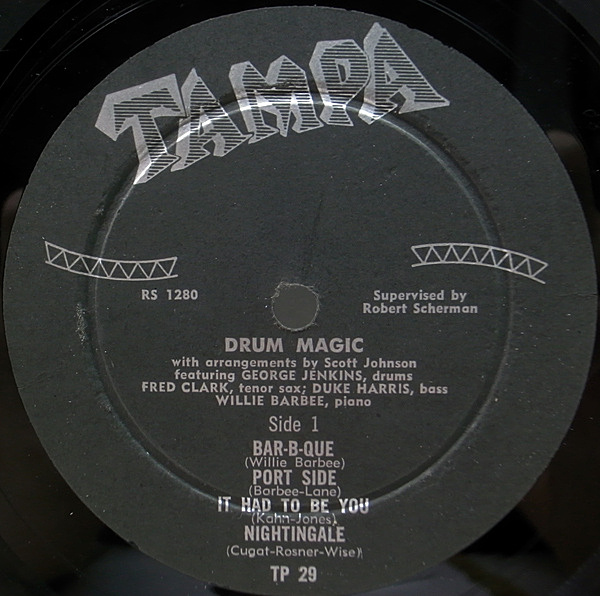 TAMPA
RS 1280
Supervised by
Robert Scherman
DRUM MAGIC
with arrangements by Scott Johnson
featuring GEORGE JENKINS, drums
FRED CLARK, tenor sax; DUKE HARRIS, bass
WILLIE BARBEE, piano
Side 1
BAR-B-QUE
(Willie Barbee)
PORT SIDE
(Barbee-Lane)
IT HAD TO BE YOU
(Kahn-Jones)
NIGHTINGALE
(Cugat-Rosner-Wise)
TP 29